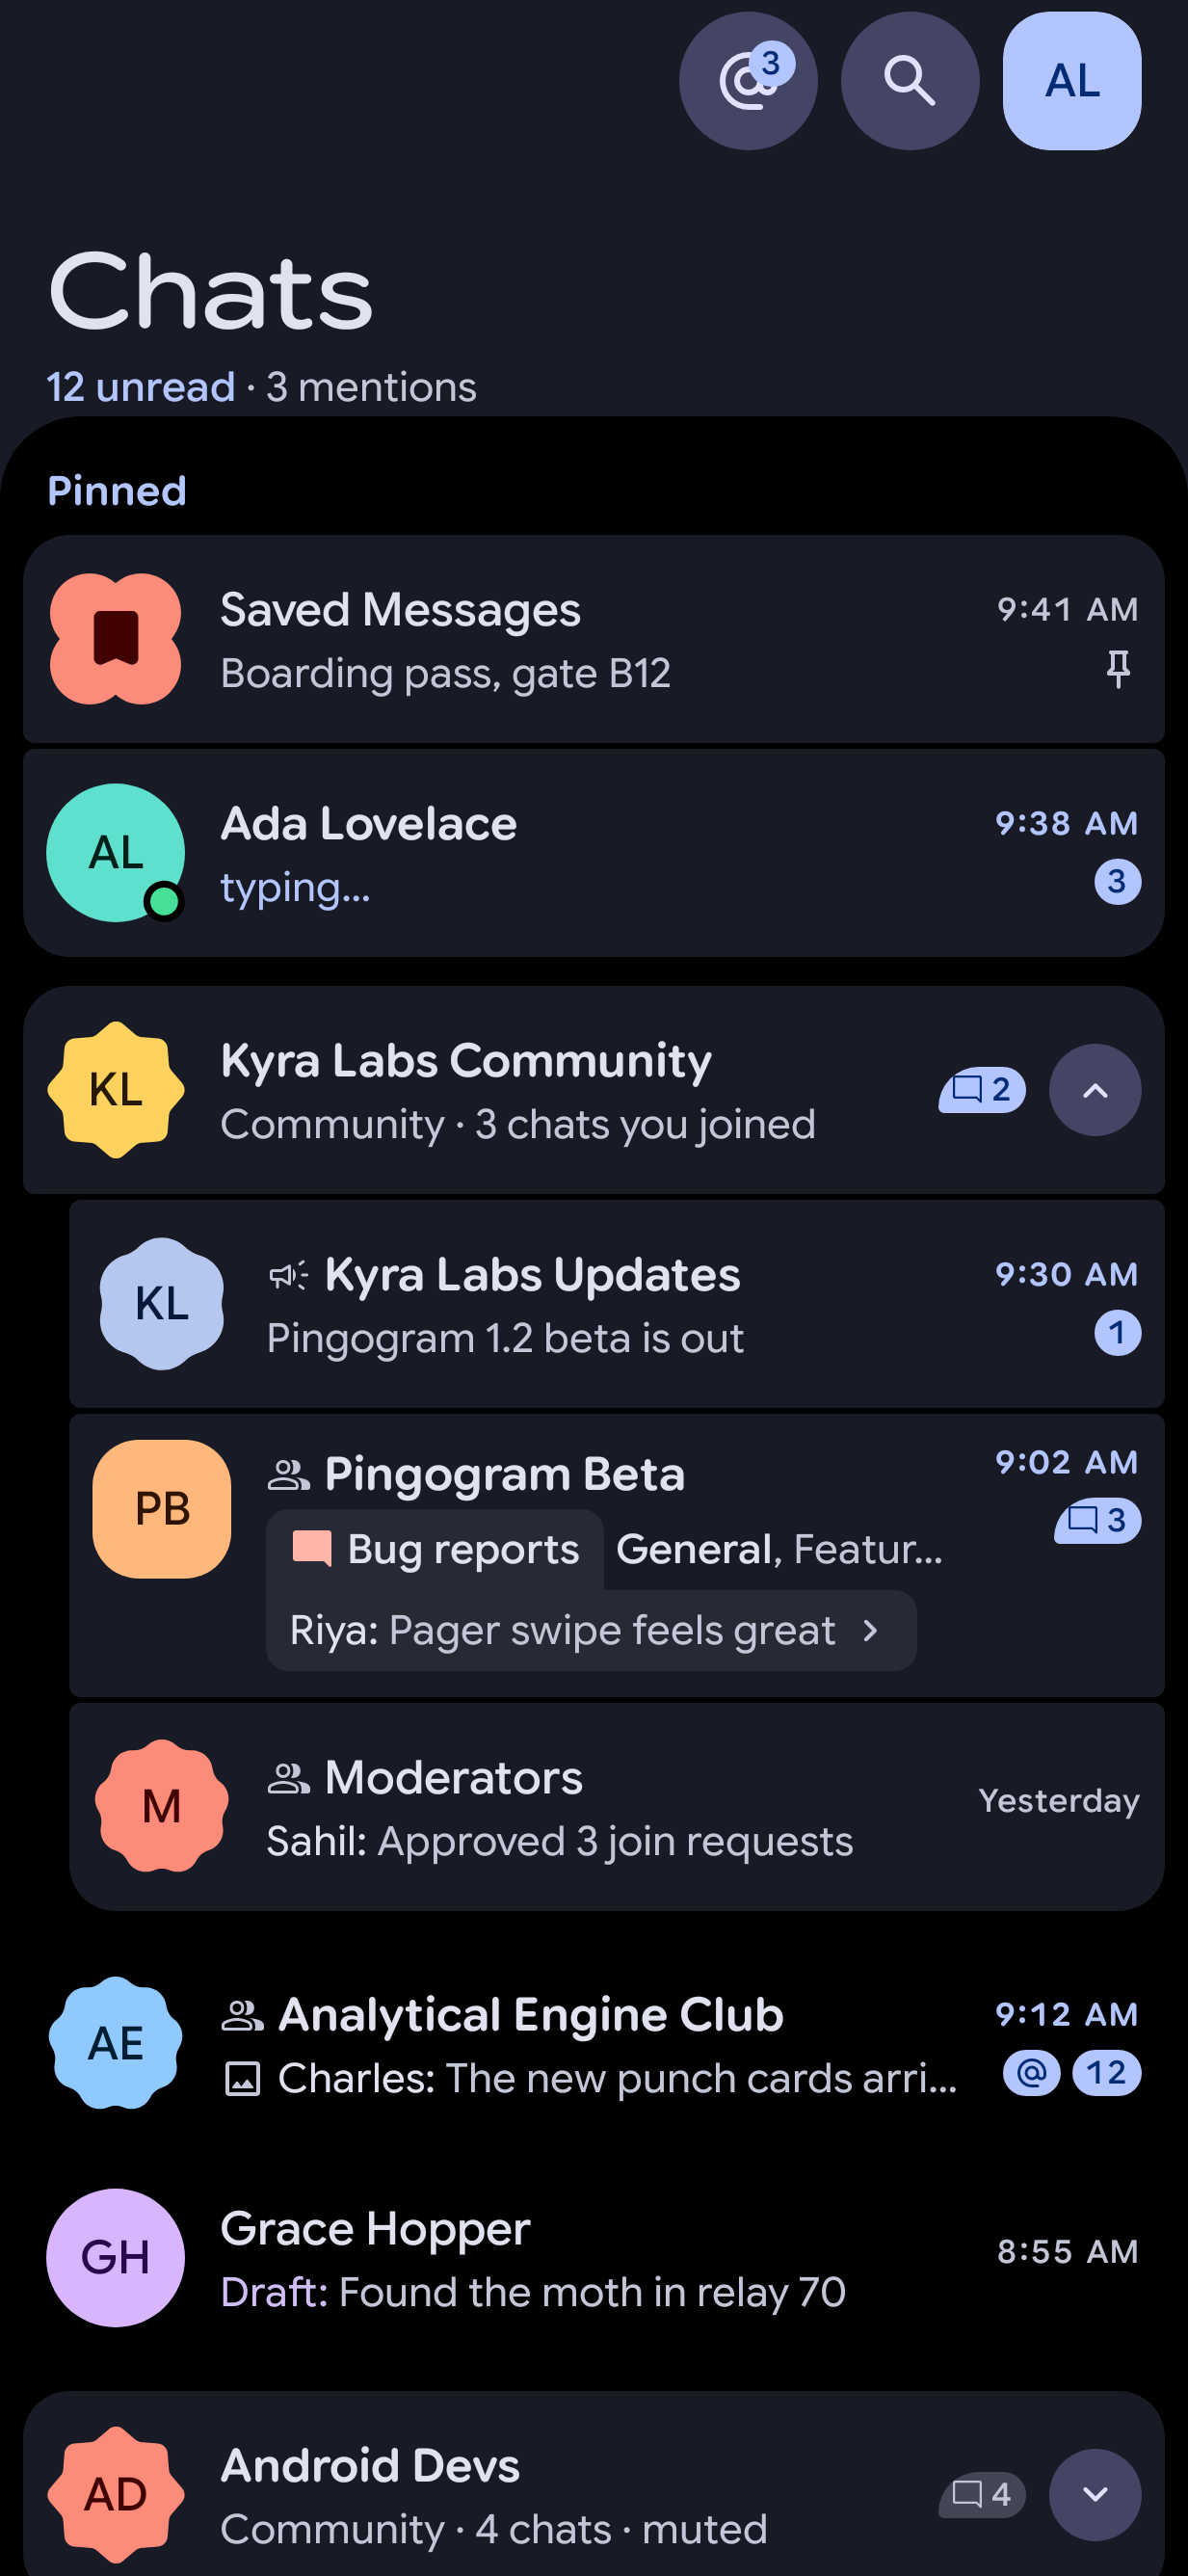 3
AL
Chats
12 unread · 3 mentions
Pinned
Saved Messages
9:41 AM
Boarding pass, gate B12
AL
Ada Lovelace
9:38 AM
typing...
3
KL
Kyra Labs Community
Community · 3 chats you joined
2
KL
Kyra Labs Updates
9:30 AM
Pingogram 1.2 beta is out
1
PB
Pingogram Beta
9:02 AM
Bug reports General, Featur...
3
Riya: Pager swipe feels great
M
Moderators
Yesterday
Sahil: Approved 3 join requests
AE
Analytical Engine Club
9:12 AM
Charles: The new punch cards arri...
@ 12
GH
Grace Hopper
8:55 AM
Draft: Found the moth in relay 70
AD
Android Devs
Community · 4 chats · muted
4